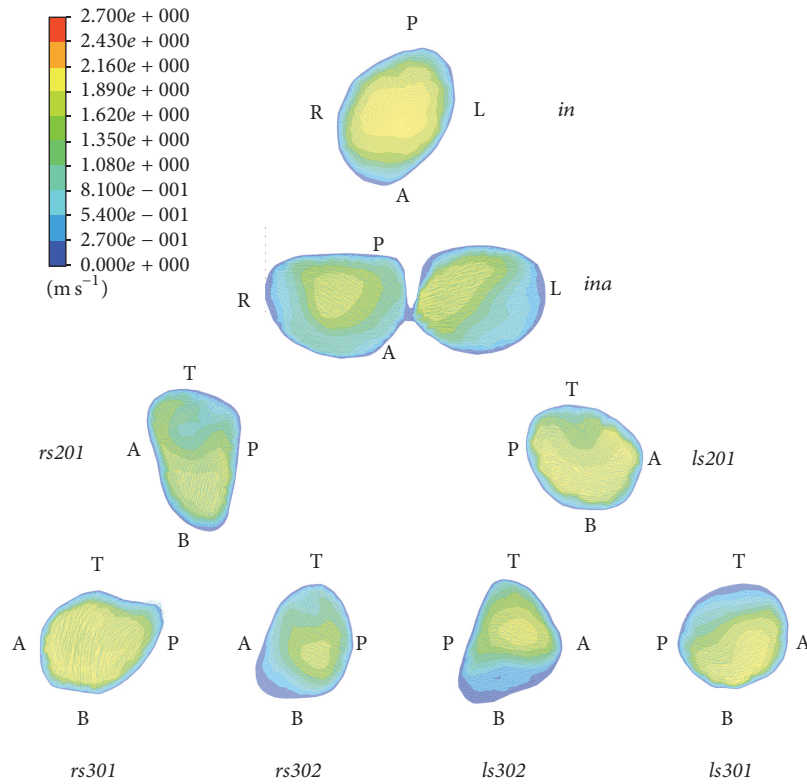 2.700e + 000
2.430e + 000
2.160e + 000
1.890e + 000
1.620e + 000
1.350e + 000
1.080e + 000
8.100e − 001
5.400e − 001
2.700e − 001
0.000e + 000
(m s⁻¹)
P
R L in
A
P
R L ina
A
T T
rs201 A P P A ls201
B B
T T T T
A P A P P A P A
B B B B
rs301 rs302 ls302 ls301